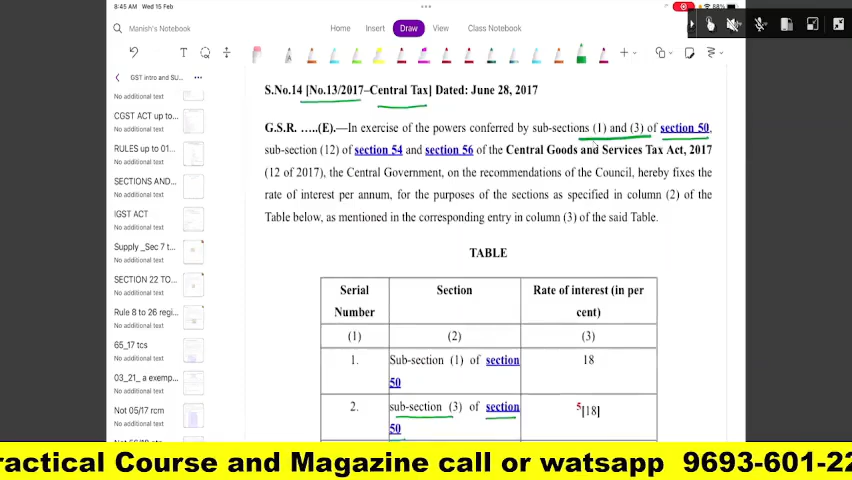 8:45 AM Wed 15 Feb
88%
Manish's Notebook
Home Insert Draw View Class Notebook
GST intro and SU...
No additional text
CGST ACT up to...
No additional text
RULES up to 01...
No additional text
SECTIONS AND...
No additional text
IGST ACT
No additional text
Supply _Sec 7 t...
No additional text
SECTION 22 TO...
No additional text
Rule 8 to 26 regi...
No additional text
65_17 tcs
No additional text
03_21_ a exemp...
No additional text
Not 05/17 rcm
No additional text
S.No.14 [No.13/2017–Central Tax] Dated: June 28, 2017
G.S.R. .....(E).—In exercise of the powers conferred by sub-sections (1) and (3) of section 50,
sub-section (12) of section 54 and section 56 of the Central Goods and Services Tax Act, 2017
(12 of 2017), the Central Government, on the recommendations of the Council, hereby fixes the
rate of interest per annum, for the purposes of the sections as specified in column (2) of the
Table below, as mentioned in the corresponding entry in column (3) of the said Table.
TABLE
Serial Number Section Rate of interest (in per cent)
(1) (2) (3)
1. Sub-section (1) of section 50 18
2. sub-section (3) of section 50 5[18]
ractical Course and Magazine call or watsapp 9693-601-22